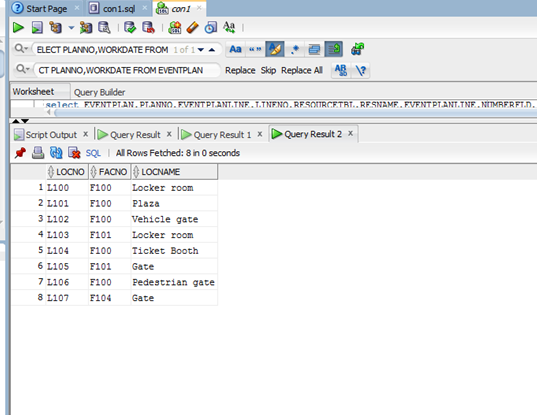 Start Page con1.sql con1
ELECT PLANNO,WORKDATE FROM 1 of 1 Aa “”
CT PLANNO,WORKDATE FROM EVENTPLAN Replace Skip Replace All
Worksheet Query Builder
select EVENTPLAN.PLANNO,EVENTPLANLINE.LINENO,RESOURCETBL.RESNAME,EVENTPLANLINE.NUMBERFLD,
Script Output Query Result Query Result 1 Query Result 2
SQL | All Rows Fetched: 8 in 0 seconds
LOCNO FACNO LOCNAME
1 L100 F100 Locker room
2 L101 F100 Plaza
3 L102 F100 Vehicle gate
4 L103 F101 Locker room
5 L104 F100 Ticket Booth
6 L105 F101 Gate
7 L106 F100 Pedestrian gate
8 L107 F104 Gate